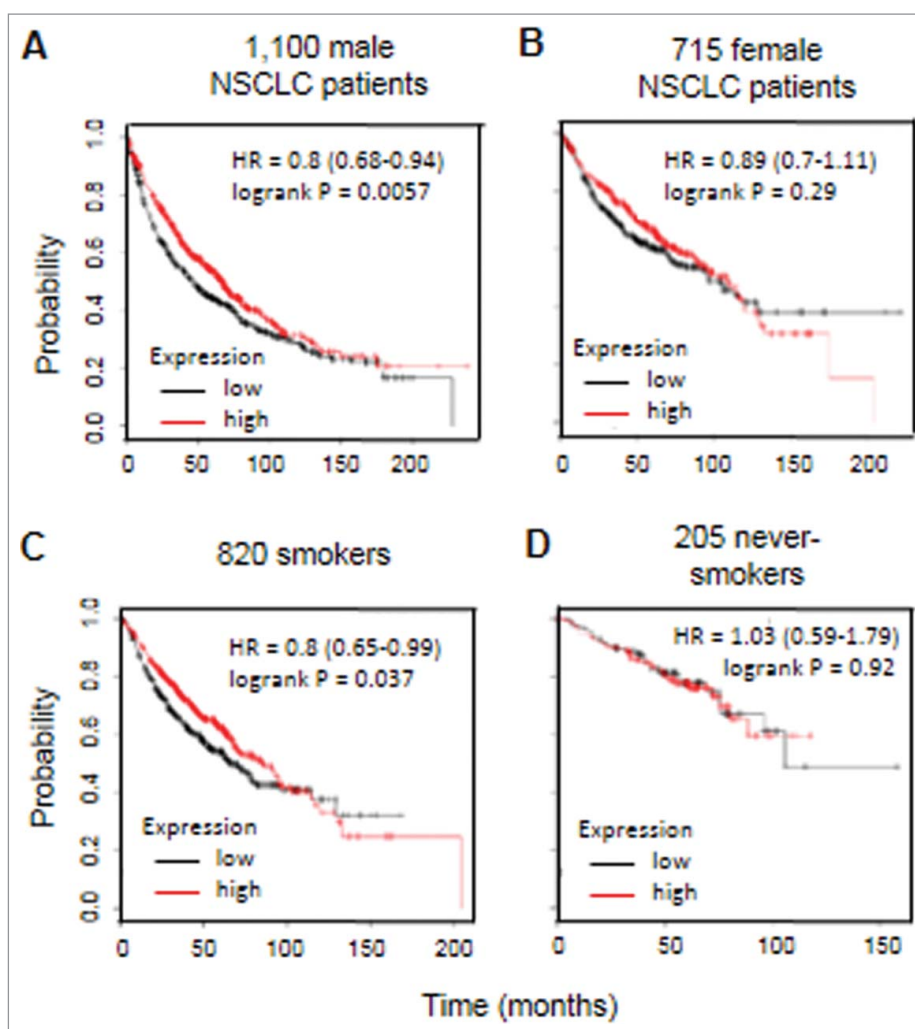 A
1,100 male
NSCLC patients
HR = 0.8 (0.68-0.94)
logrank P = 0.0057
Probability
1.0
0.8
0.6
0.4
0.2
0.0
Expression
low
high
0 50 100 150 200
B
715 female
NSCLC patients
HR = 0.89 (0.7-1.11)
logrank P = 0.29
Expression
low
high
0 50 100 150 200
C
820 smokers
HR = 0.8 (0.65-0.99)
logrank P = 0.037
Probability
1.0
0.8
0.6
0.4
0.2
0.0
Expression
low
high
0 50 100 150 200
D
205 never-
smokers
HR = 1.03 (0.59-1.79)
logrank P = 0.92
Expression
low
high
0 50 100 150
Time (months)